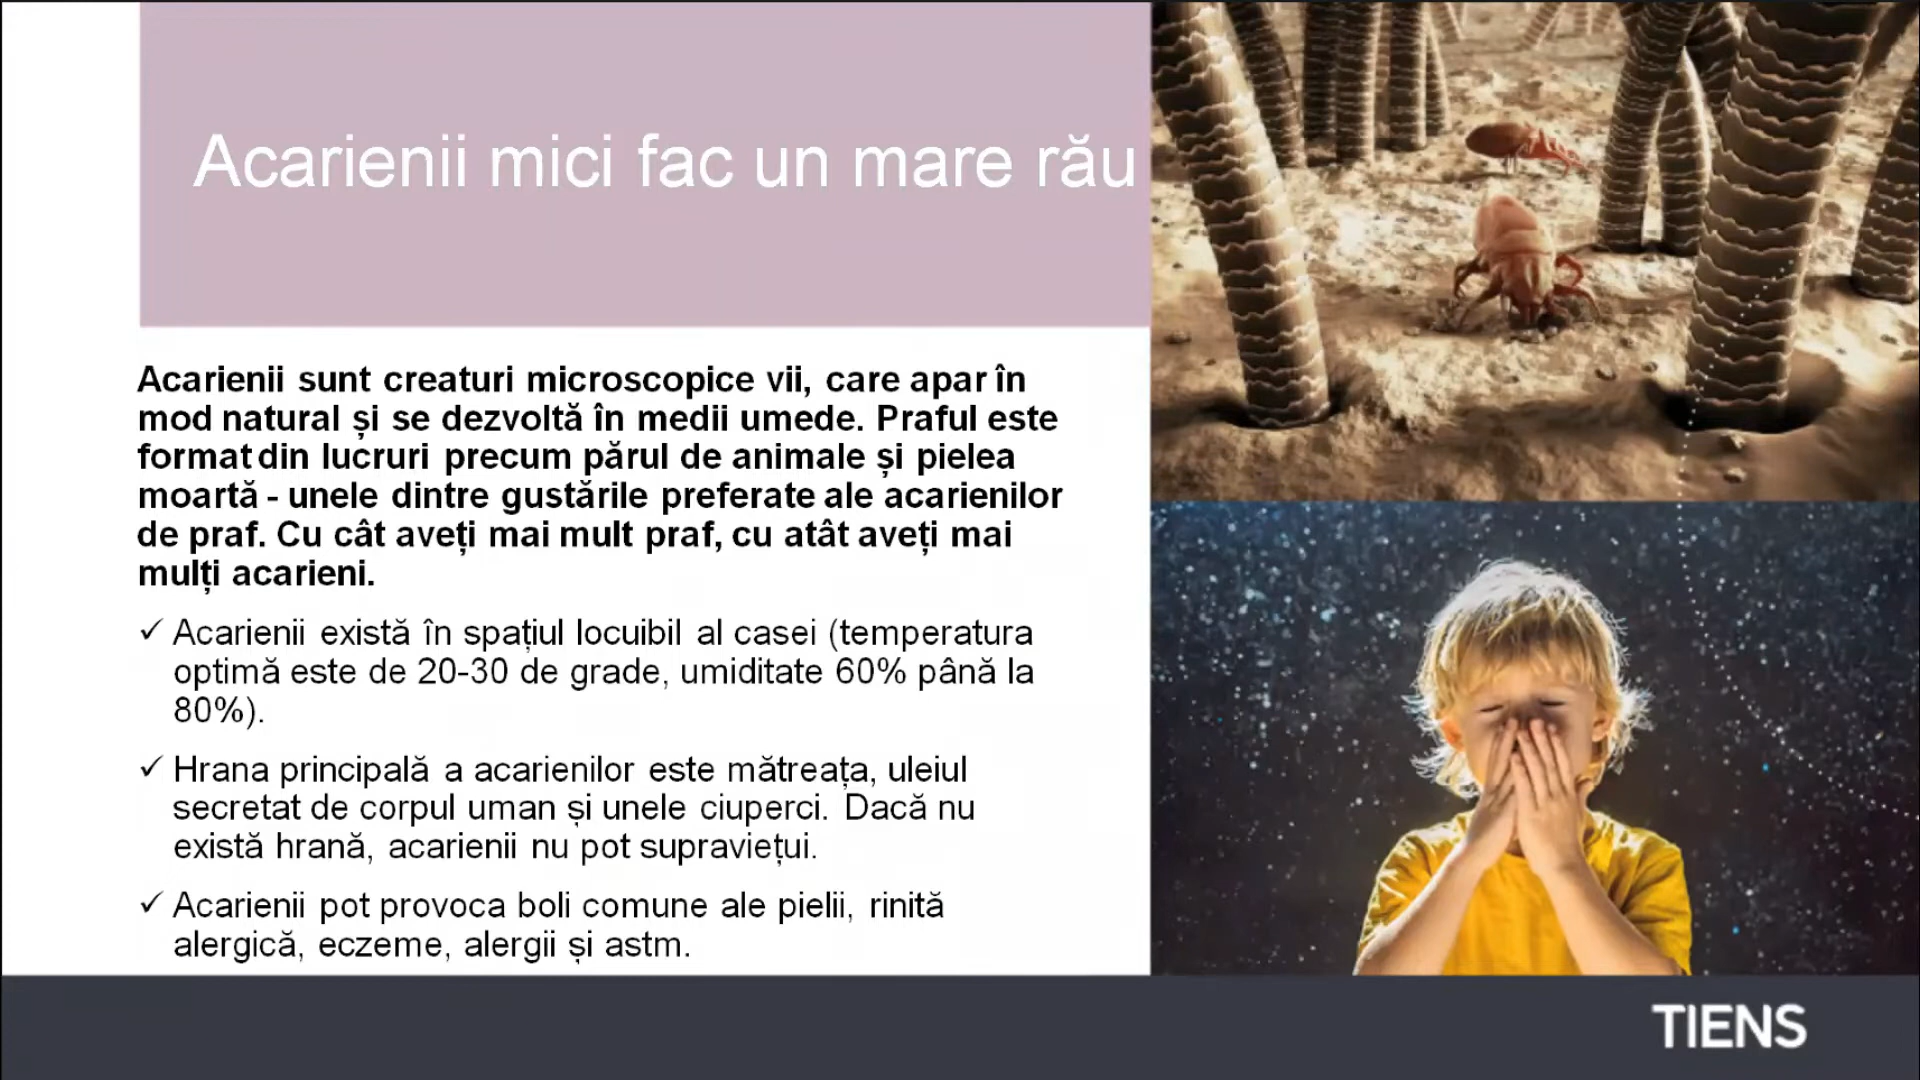 Acarienii mici fac un mare rău
Acarienii sunt creaturi microscopice vii, care apar în
mod natural și se dezvoltă în medii umede. Praful este
format din lucruri precum părul de animale și pielea
moartă - unele dintre gustările preferate ale acarienilor
de praf. Cu cât aveți mai mult praf, cu atât aveți mai
mulți acarieni.
✓ Acarienii există în spațiul locuibil al casei (temperatura
optimă este de 20-30 de grade, umiditate 60% până la
80%).
✓ Hrana principală a acarienilor este mătreața, uleiul
secretat de corpul uman și unele ciuperci. Dacă nu
există hrană, acarienii nu pot supraviețui.
✓ Acarienii pot provoca boli comune ale pielii, rinită
alergică, eczeme, alergii și astm.
TIENS